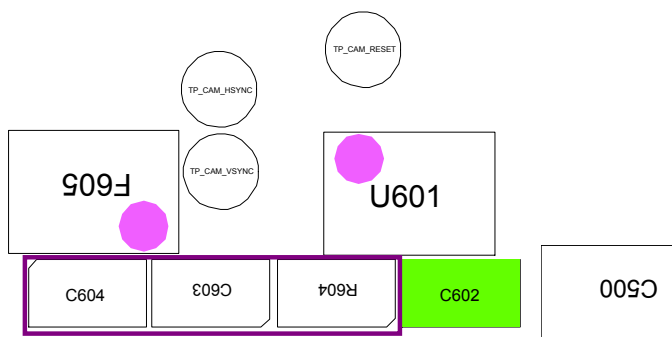 TP_CAM_RESET
TP_CAM_HSYNC
TP_CAM_VSYNC
F605
U601
C604
C603
R604
C602
C500